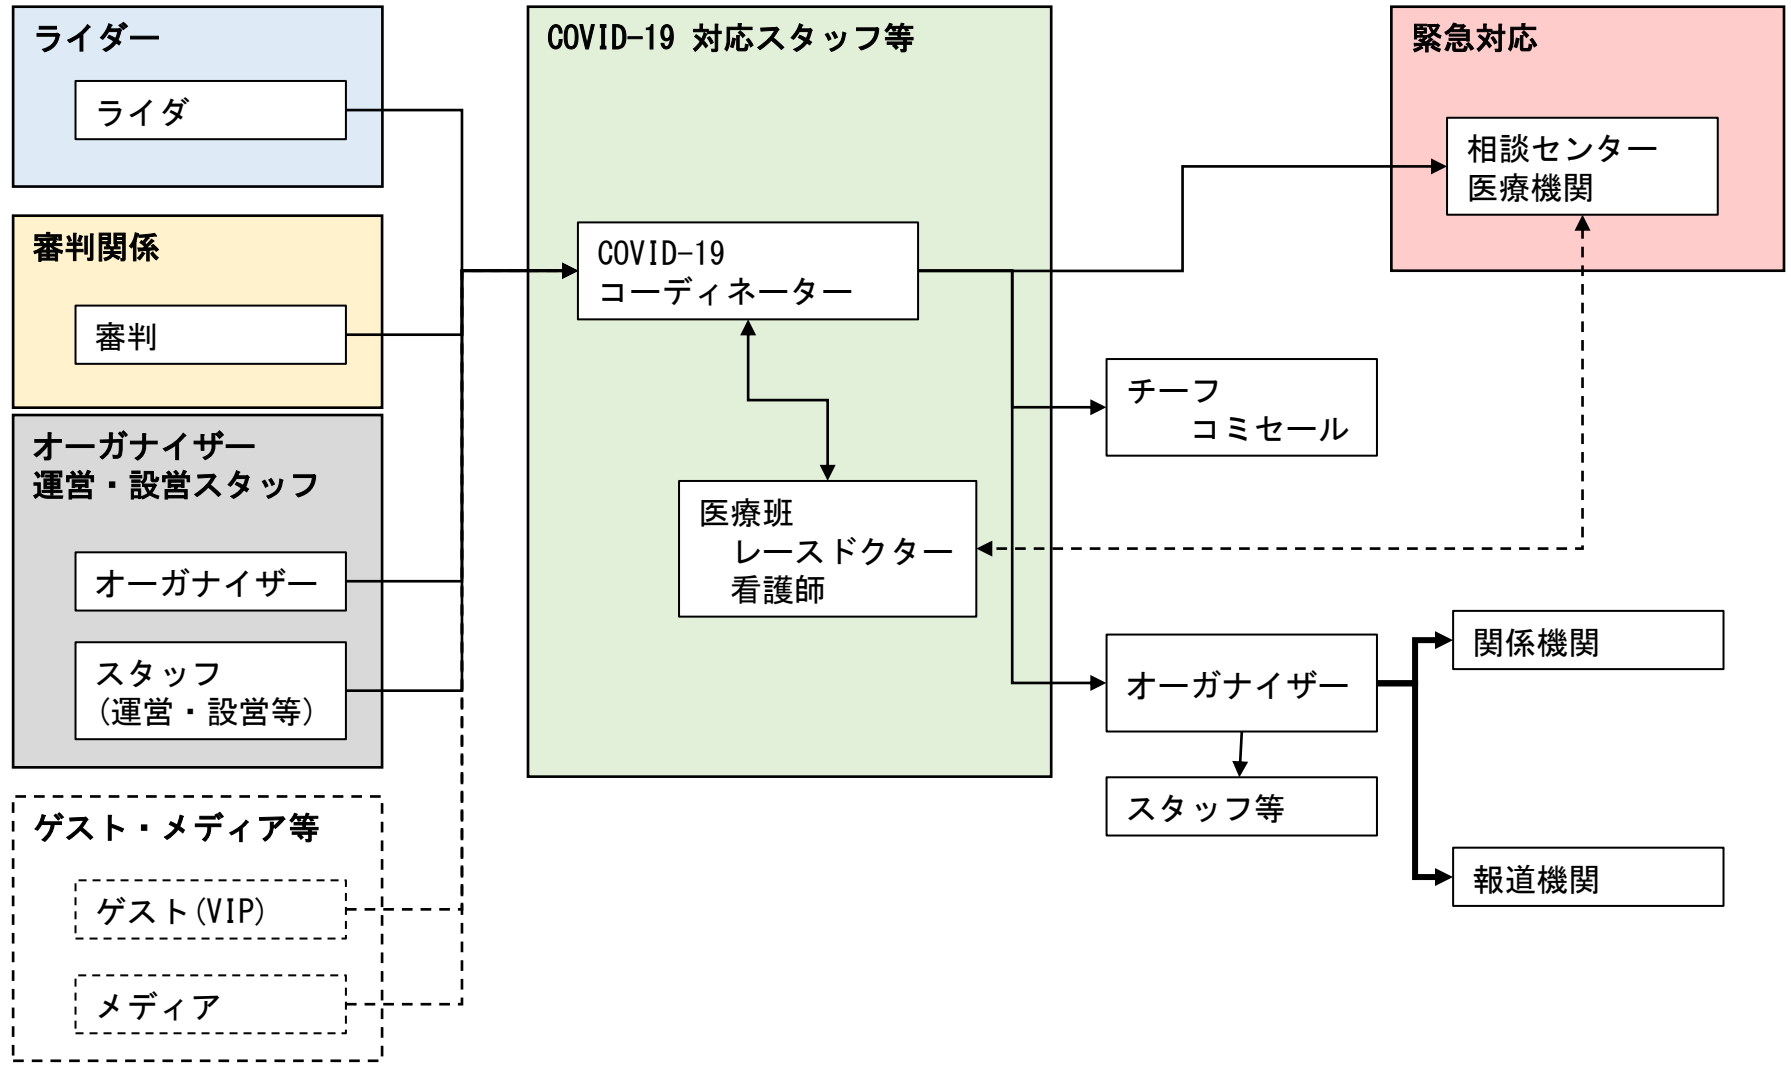 ライダー
ライダ
審判関係
審判
オーガナイザー
運営・設営スタッフ
オーガナイザー
スタッフ
(運営・設営等)
ゲスト・メディア等
ゲスト(VIP)
メディア
COVID-19 対応スタッフ等
COVID-19
コーディネーター
医療班
レースドクター
看護師
緊急対応
相談センター
医療機関
チーフ
コミセール
オーガナイザー
スタッフ等
関係機関
報道機関